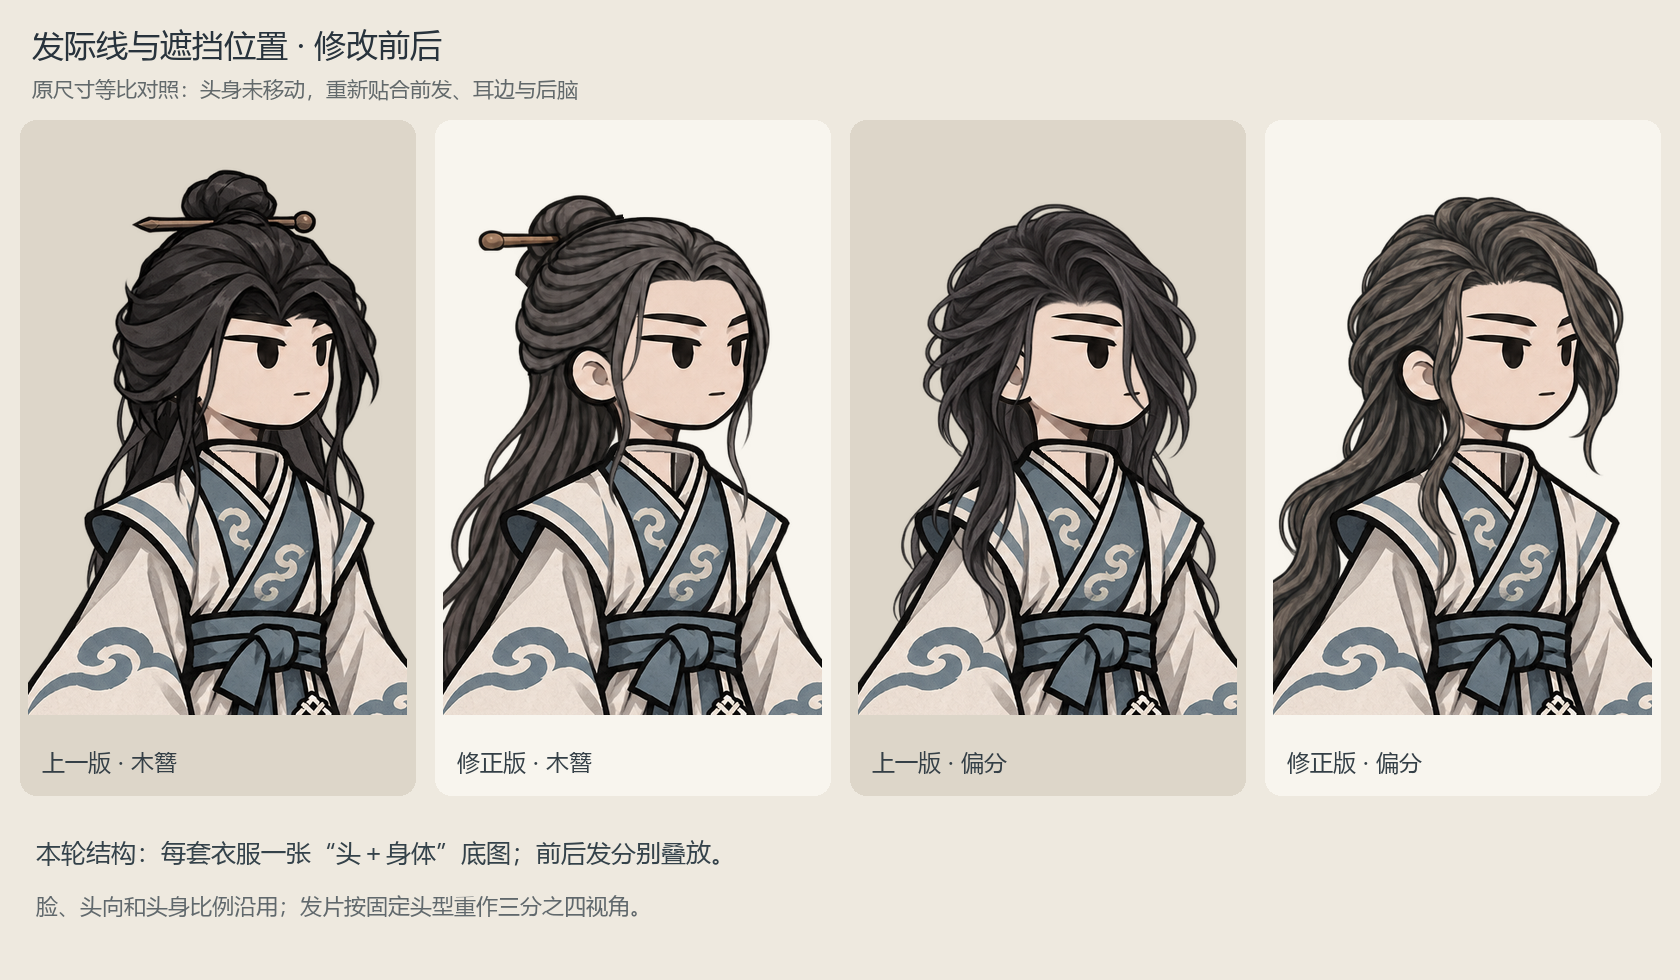 发际线与遮挡位置 · 修改前后
原尺寸等比对照：头身未移动，重新贴合前发、耳边与后脑
上一版 · 木簪
修正版 · 木簪
上一版 · 偏分
修正版 · 偏分
本轮结构：每套衣服一张“头 + 身体”底图；前后发分别叠放。
脸、头向和头身比例沿用；发片按固定头型重作三分之四视角。